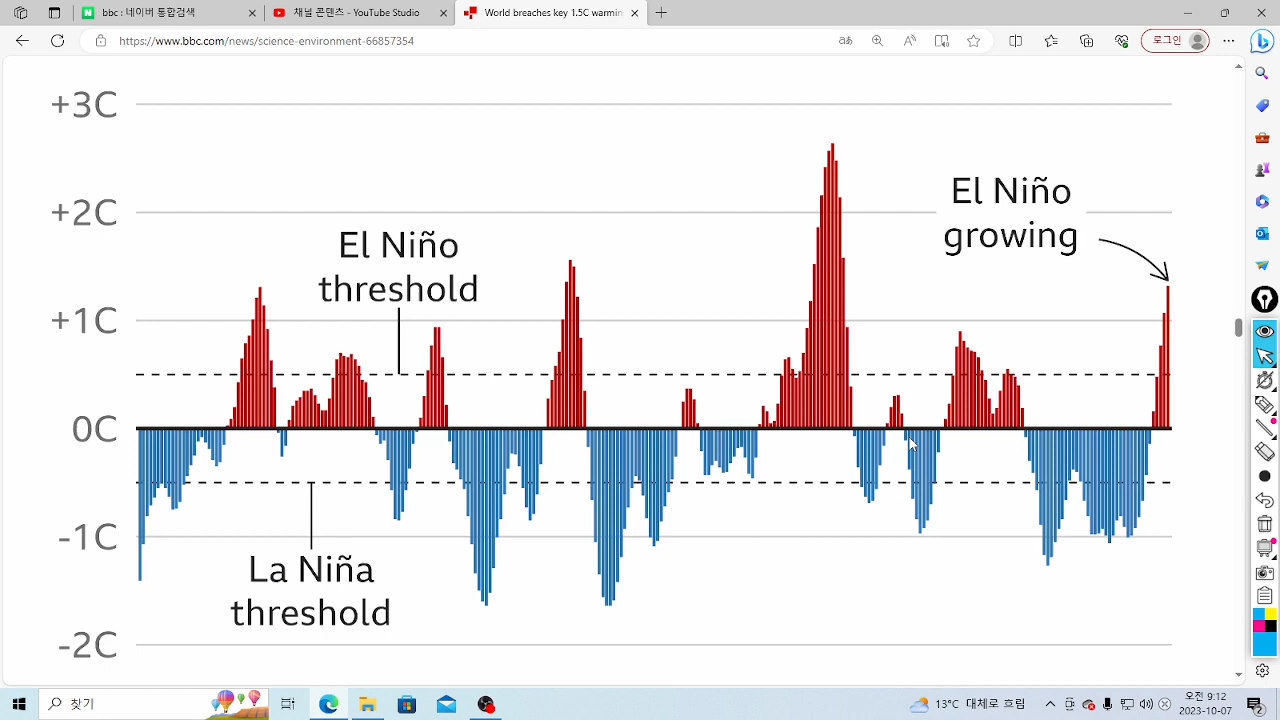 bbc : 네이버 통합검색
채널 콘텐츠 - YouTube Studio
World breaches key 1.5C warmin
https://www.bbc.com/news/science-environment-66857354
로그인
+3C
+2C
+1C
0C
-1C
-2C
El Niño
threshold
El Niño
growing
La Niña
threshold
찾기
15°C 대체로 흐림
오전 9:12
2023-10-07